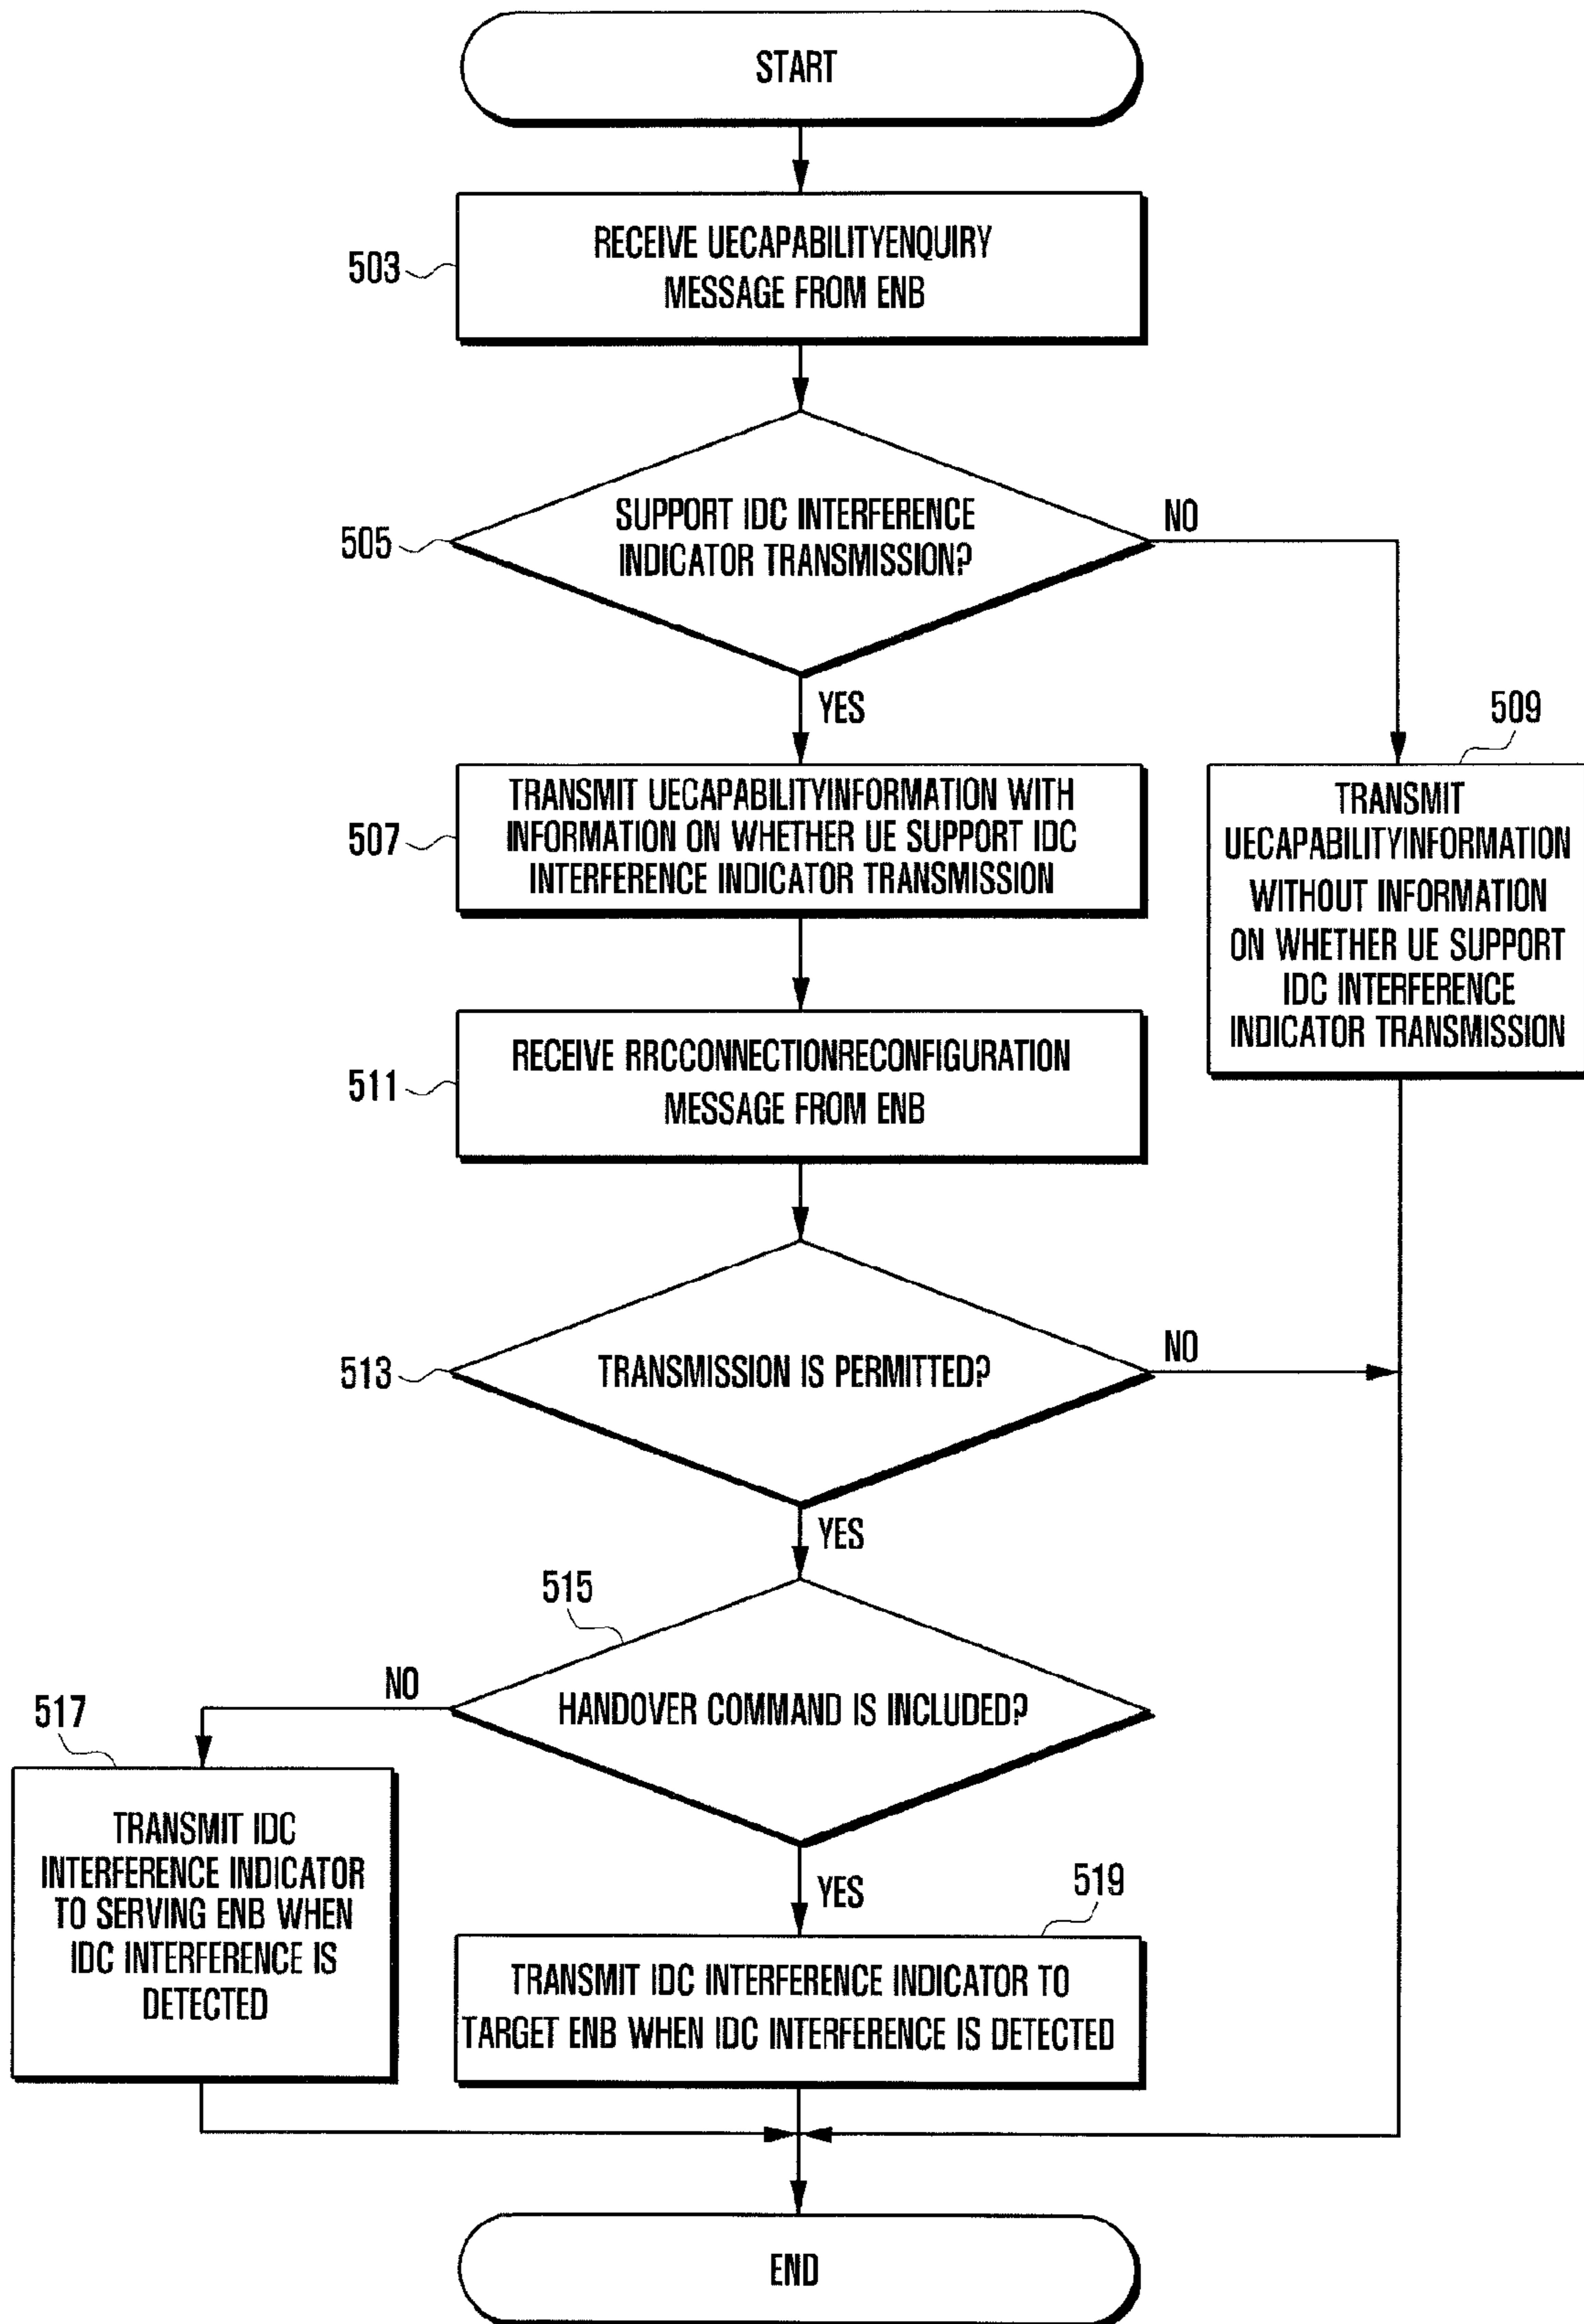 START
503
RECEIVE UECAPABILITYENQUIRY
MESSAGE FROM ENB
505
SUPPORT IDC INTERFERENCE
INDICATOR TRANSMISSION?
NO
YES
507
TRANSMIT UECAPABILITYINFORMATION WITH
INFORMATION ON WHETHER UE SUPPORT IDC
INTERFERENCE INDICATOR TRANSMISSION
509
TRANSMIT
UECAPABILITYINFORMATION
WITHOUT INFORMATION
ON WHETHER UE SUPPORT
IDC INTERFERENCE
INDICATOR TRANSMISSION
511
RECEIVE RRCCONNECTIONRECONFIGURATION
MESSAGE FROM ENB
513
TRANSMISSION IS PERMITTED?
NO
YES
515
HANDOVER COMMAND IS INCLUDED?
NO
YES
517
TRANSMIT IDC
INTERFERENCE INDICATOR
TO SERVING ENB WHEN
IDC INTERFERENCE IS
DETECTED
519
TRANSMIT IDC INTERFERENCE INDICATOR TO
TARGET ENB WHEN IDC INTERFERENCE IS DETECTED
END